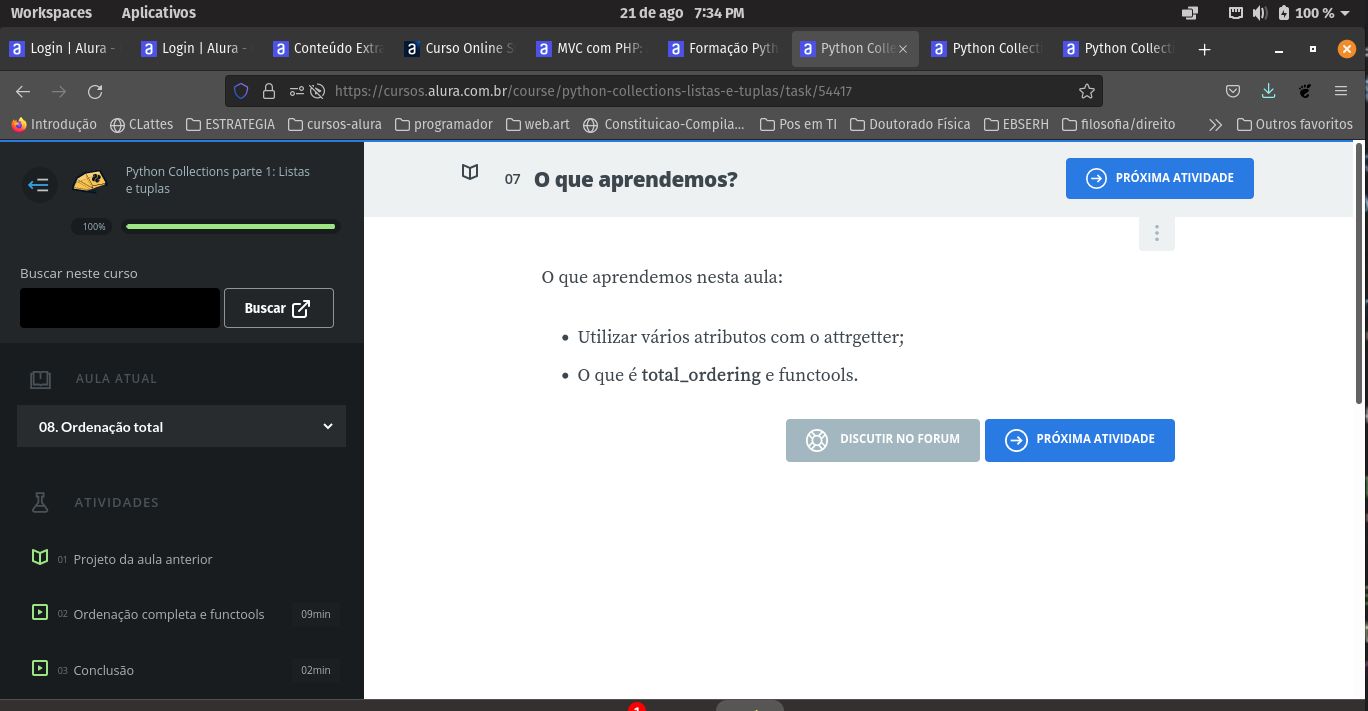 Workspaces Aplicativos 21 de ago 7:34 PM 100 %
Login | Alura - Login | Alura - Conteúdo Extra Curso Online S MVC com PHP: Formação Pyth Python Colle Python Collect Python Collect
https://cursos.alura.com.br/course/python-collections-listas-e-tuplas/task/54417
Introdução CLattes ESTRATEGIA cursos-alura programador web.art Constituicao-Compila... Pos em TI Doutorado Física EBSERH filosofia/direito Outros favoritos
Python Collections parte 1: Listas
e tuplas
100%
Buscar neste curso
Buscar
AULA ATUAL
08. Ordenação total
ATIVIDADES
01 Projeto da aula anterior
02 Ordenação completa e functools 09min
03 Conclusão 02min
07 O que aprendemos?
PRÓXIMA ATIVIDADE
O que aprendemos nesta aula:
• Utilizar vários atributos com o attrgetter;
• O que é total_ordering e functools.
DISCUTIR NO FORUM PRÓXIMA ATIVIDADE
1